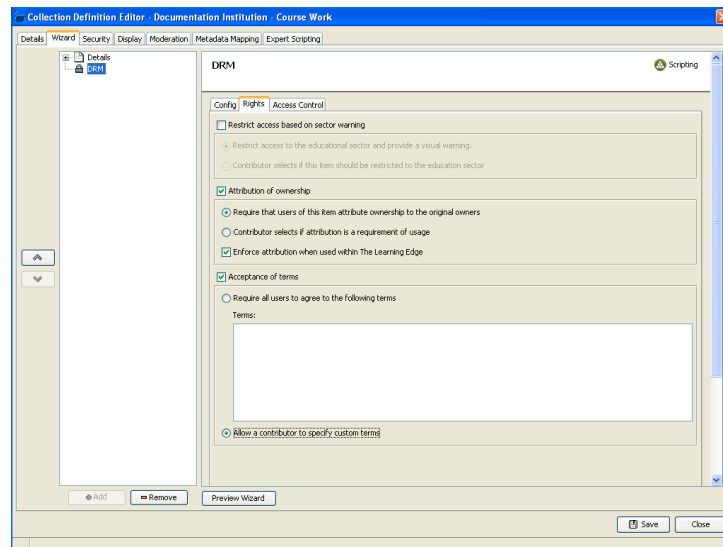 Collection Definition Editor - Documentation Institution - Course Work
Details Wizard Security Display Moderation Metadata Mapping Expert Scripting
Details
DRM
DRM
Scripting
Config Rights Access Control
Restrict access based on sector warning
Restrict access to the educational sector and provide a visual warning.
Contributor selects if this item should be restricted to the education sector
Attribution of ownership
Require that users of this item attribute ownership to the original owners
Contributor selects if attribution is a requirement of usage
Enforce attribution when used within The Learning Edge
Acceptance of terms
Require all users to agree to the following terms
Terms:
Allow a contributor to specify custom terms
Add Remove Preview Wizard
Save Close